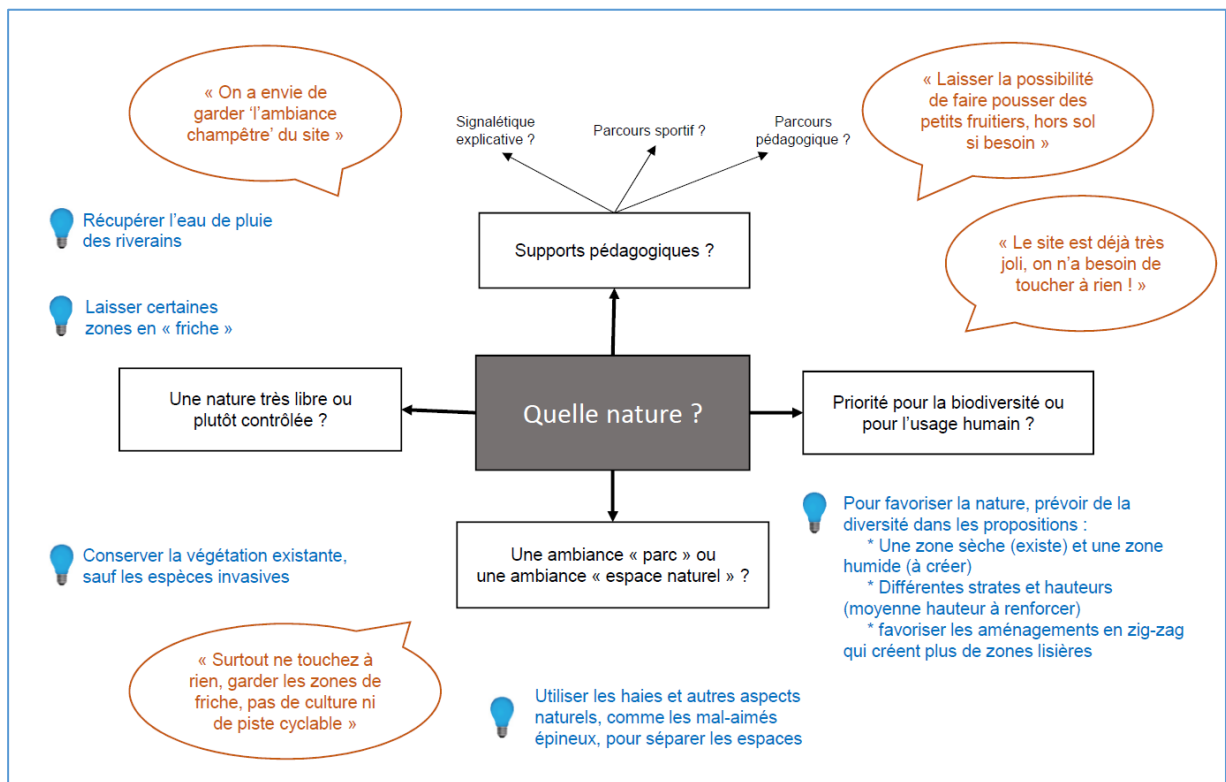 « On a envie de
garder ‘l’ambiance
champêtre’ du site »
Signalétique
explicative ?
Parcours sportif ?
Parcours
pédagogique ?
« Laisser la possibilité
de faire pousser des
petits fruitiers, hors sol
si besoin »
Récupérer l’eau de pluie
des riverains
Supports pédagogiques ?
« Le site est déjà très
joli, on n’a besoin de
toucher à rien ! »
Laisser certaines
zones en « friche »
Une nature très libre ou
plutôt contrôlée ?
Quelle nature ?
Priorité pour la biodiversité ou
pour l’usage humain ?
Conserver la végétation existante,
sauf les espèces invasives
Une ambiance « parc » ou
une ambiance « espace naturel » ?
Pour favoriser la nature, prévoir de la
diversité dans les propositions :
* Une zone sèche (existe) et une zone
humide (à créer)
* Différentes strates et hauteurs
(moyenne hauteur à renforcer)
* favoriser les aménagements en zig-zag
qui créent plus de zones lisières
« Surtout ne touchez à
rien, garder les zones de
friche, pas de culture ni
de piste cyclable »
Utiliser les haies et autres aspects
naturels, comme les mal-aimés
épineux, pour séparer les espaces